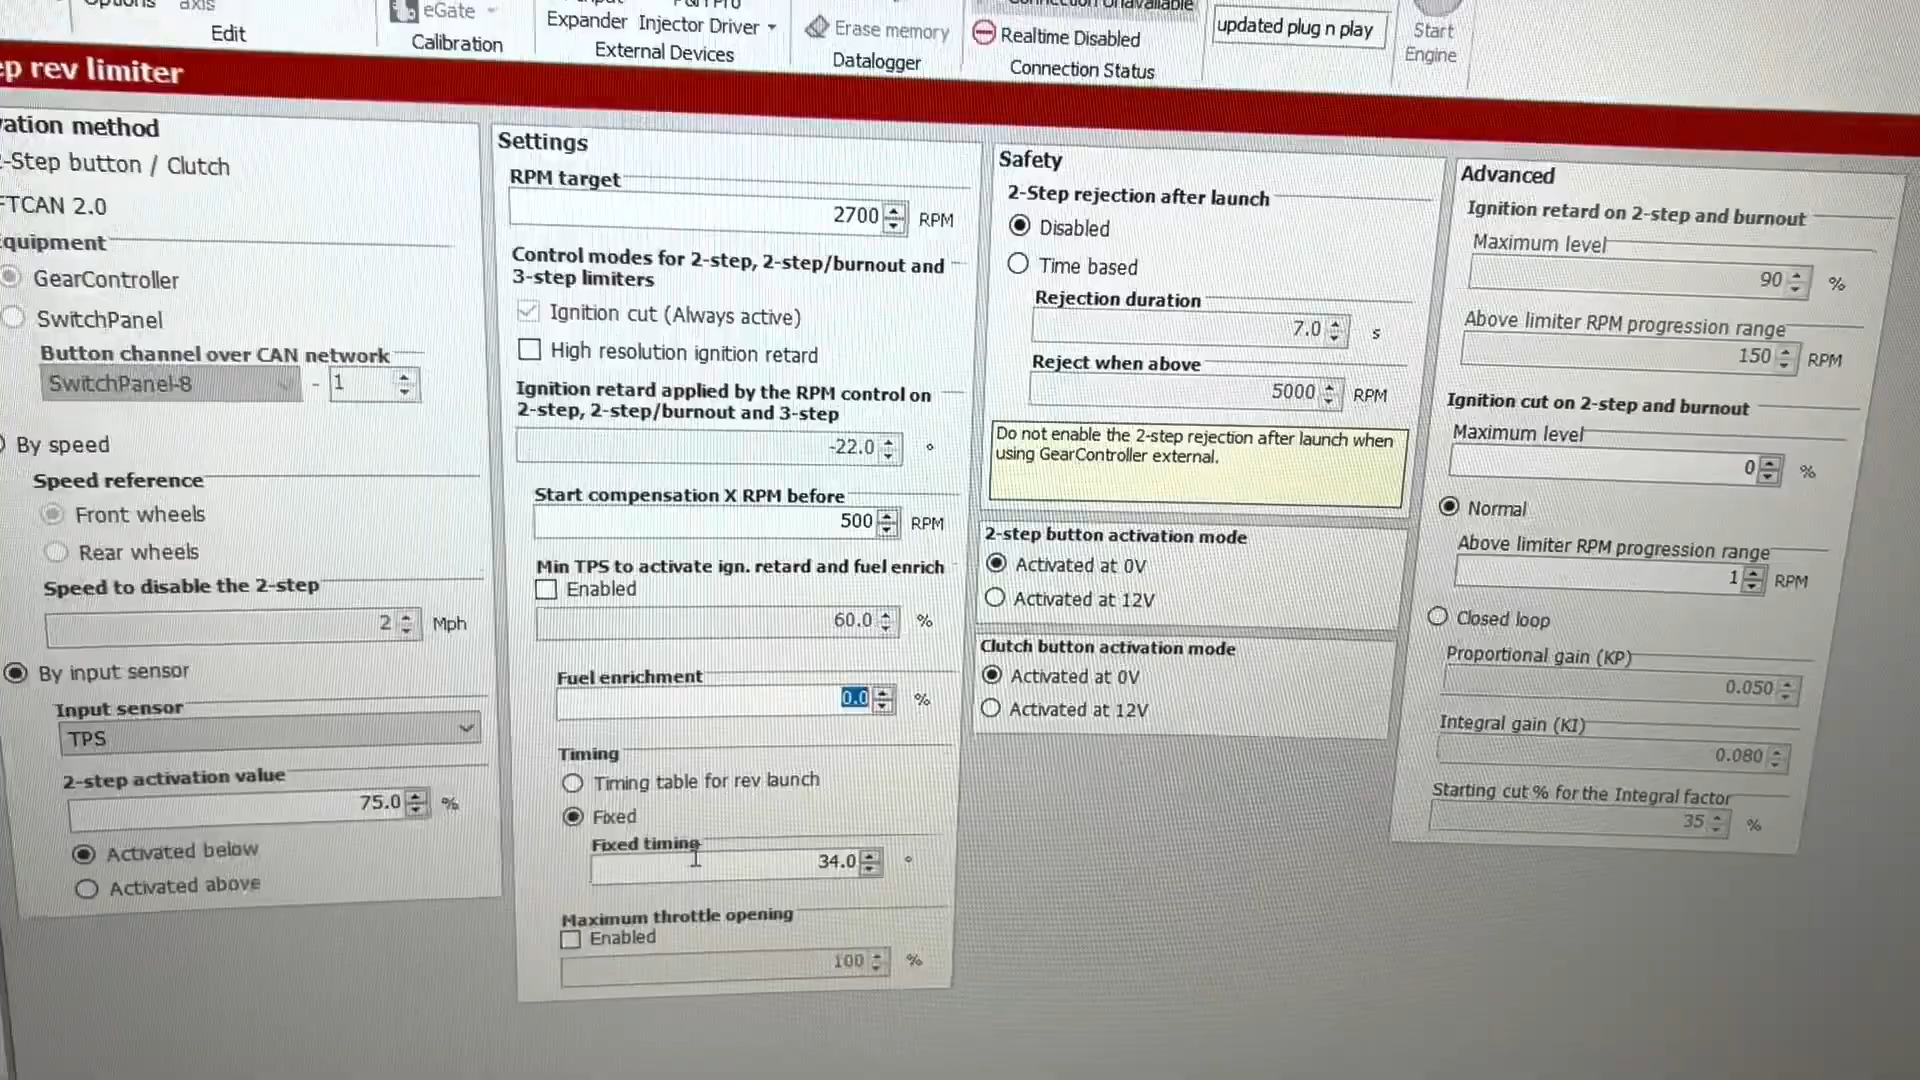 axis
Edit
eGate
Calibration
Expander Injector Driver
External Devices
Erase memory
Datalogger
Realtime Disabled
Connection Status
updated plug n play
Start
Engine
rev limiter
method
-Step button / Clutch
FTCAN 2.0
GearController
SwitchPanel
Button channel over CAN network
SwitchPanel-8 - 1
By speed
Speed reference
Front wheels
Rear wheels
Speed to disable the 2-step
2 Mph
By input sensor
Input sensor
TPS
2-step activation value
75.0 %
Activated below
Activated above
Settings
RPM target
2700 RPM
Control modes for 2-step, 2-step/burnout and
3-step limiters
Ignition cut (Always active)
High resolution ignition retard
Ignition retard applied by the RPM control on
2-step, 2-step/burnout and 3-step
-22.0 °
Start compensation X RPM before
500 RPM
Min TPS to activate ign. retard and fuel enrich
Enabled
60.0 %
Fuel enrichment
0.0 %
Timing
Timing table for rev launch
Fixed
Fixed timing
34.0 °
Maximum throttle opening
Enabled
100 %
Safety
2-Step rejection after launch
Disabled
Time based
Rejection duration
7.0 s
Reject when above
5000 RPM
Do not enable the 2-step rejection after launch when
using GearController external.
2-step button activation mode
Activated at 0V
Activated at 12V
Clutch button activation mode
Activated at 0V
Activated at 12V
Advanced
Ignition retard on 2-step and burnout
Maximum level
90 %
Above limiter RPM progression range
150 RPM
Ignition cut on 2-step and burnout
Maximum level
0 %
Normal
Above limiter RPM progression range
1 RPM
Closed loop
Proportional gain (KP)
0.050
Integral gain (KI)
0.080
Starting cut % for the Integral factor
35 %